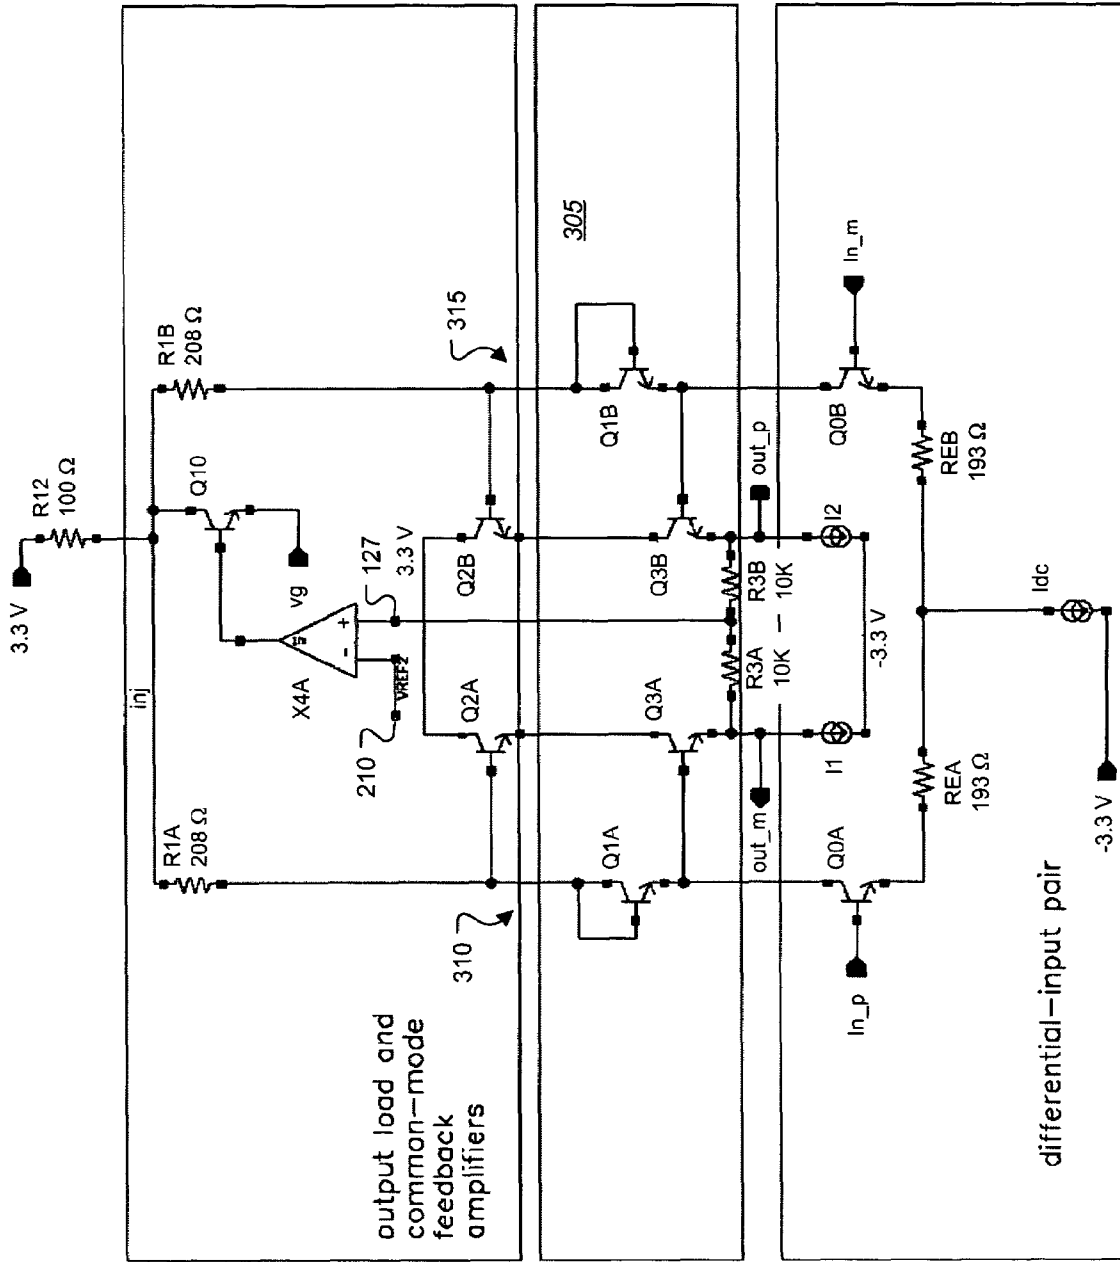 3.3 V
R12
100 Ω
inj
R1A
208 Ω
R1B
208 Ω
Q10
vg
X4A
-
+
VREF2
210
127
3.3 V
Q2A
Q2B
310
315
output load and
common-mode
feedback
amplifiers
305
Q1A
Q1B
Q3A
Q3B
R3A
10K
R3B
10K
out_m
out_p
I1
I2
-3.3 V
Q0A
Q0B
In_p
In_m
REA
193 Ω
REB
193 Ω
Idc
-3.3 V
differential-input pair